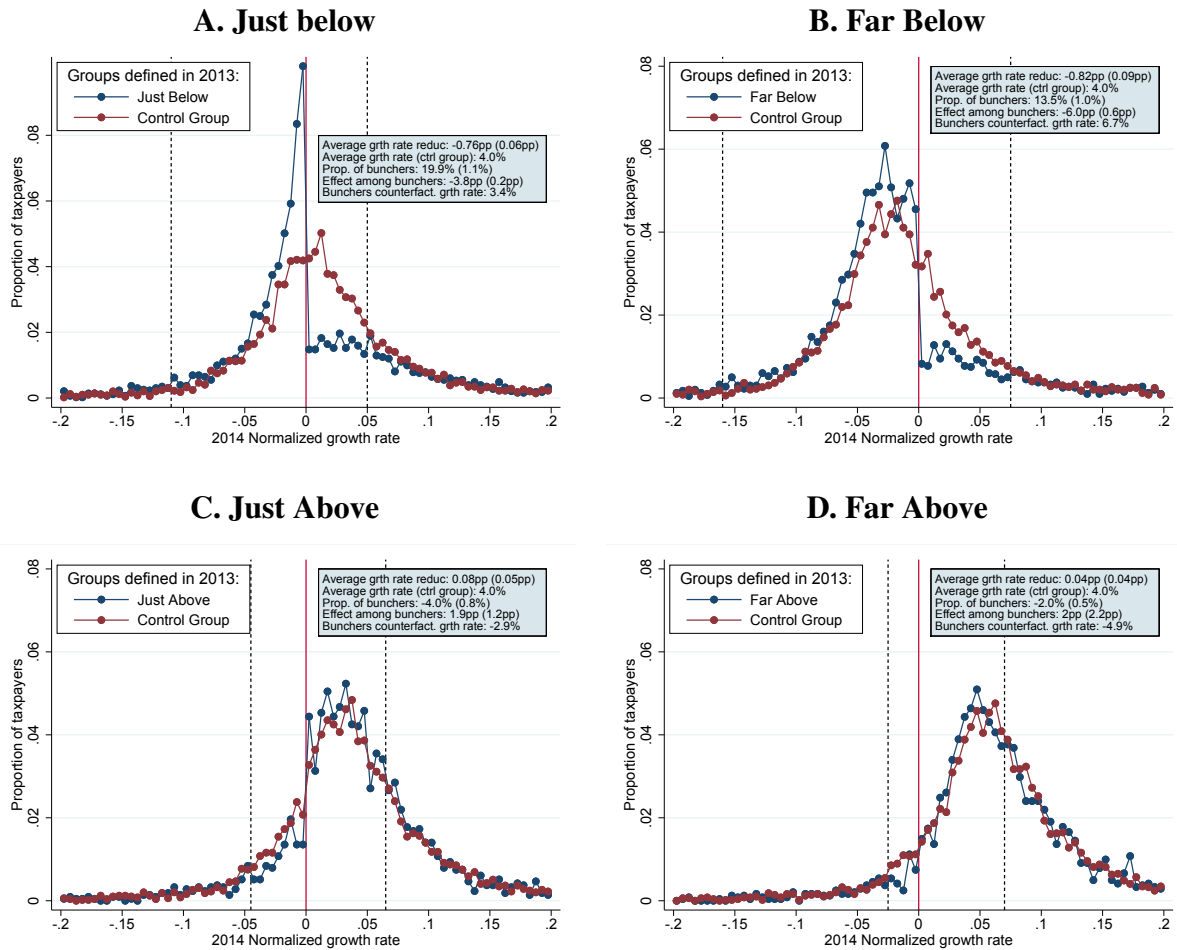 A. Just below
Groups defined in 2013:
Just Below
Control Group
Average grth rate reduc: -0.76pp (0.06pp)
Average grth rate (ctrl group): 4.0%
Prop. of bunchers: 19.9% (1.1%)
Effect among bunchers: -3.8pp (0.2pp)
Bunchers counterfact. grth rate: 3.4%
Proportion of taxpayers
0 .02 .04 .06 .08
-.2 -.15 -.1 -.05 0 .05 .1 .15 .2
2014 Normalized growth rate
B. Far Below
Groups defined in 2013:
Far Below
Control Group
Average grth rate reduc: -0.82pp (0.09pp)
Average grth rate (ctrl group): 4.0%
Prop. of bunchers: 13.5% (1.0%)
Effect among bunchers: -6.0pp (0.6pp)
Bunchers counterfact. grth rate: 6.7%
Proportion of taxpayers
0 .02 .04 .06 .08
-.2 -.15 -.1 -.05 0 .05 .1 .15 .2
2014 Normalized growth rate
C. Just Above
Groups defined in 2013:
Just Above
Control Group
Average grth rate reduc: 0.08pp (0.05pp)
Average grth rate (ctrl group): 4.0%
Prop. of bunchers: -4.0% (0.8%)
Effect among bunchers: 1.9pp (1.2pp)
Bunchers counterfact. grth rate: -2.9%
Proportion of taxpayers
0 .02 .04 .06 .08
-.2 -.15 -.1 -.05 0 .05 .1 .15 .2
2014 Normalized growth rate
D. Far Above
Groups defined in 2013:
Far Above
Control Group
Average grth rate reduc: 0.04pp (0.04pp)
Average grth rate (ctrl group): 4.0%
Prop. of bunchers: -2.0% (0.5%)
Effect among bunchers: 2pp (2.2pp)
Bunchers counterfact. grth rate: -4.9%
Proportion of taxpayers
0 .02 .04 .06 .08
-.2 -.15 -.1 -.05 0 .05 .1 .15 .2
2014 Normalized growth rate